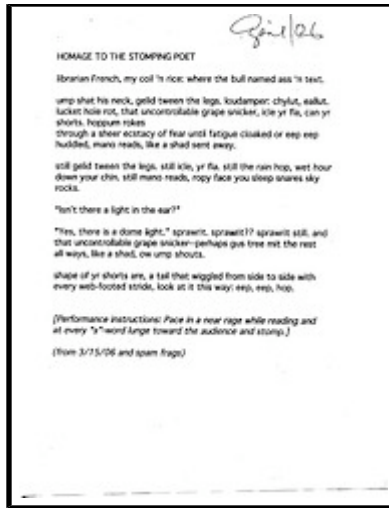 April/06
HOMAGE TO THE STOMPING POET
librarian French, my coil 'n rice: where the bull named ass 'n text.
ump shat his neck, gelid tween the legs. loudamper: chylut, eallut.
lucket hole rot, that uncontrollable grape snicker, icle yr fla, can yr
shorts. hoppum rokes
through a sheer ecstacy of fear until fatigue cloaked or eep eep
huddled, mano reads, like a shad sent away.
still gelid tween the legs. still icle, yr fla. still the rain hop, wet hour
down your chin. still mano reads, ropy face you sleep snares sky
rocks.
"Isn't there a light in the ear?"
"Yes, there is a dome light." sprawrit. sprawrit?? sprawrit still, and
that uncontrollable grape snicker--perhaps gus tree mit the rest
all ways, like a shad, ow ump shouts.
shape of yr shorts are, a tail that wiggled from side to side with
every web-footed stride, look at it this way: eep, eep, hop.
[Performance instructions: Pace in a near rage while reading and
at every "s"-word lunge toward the audience and stomp.]
(from 3/15/06 and spam frags)